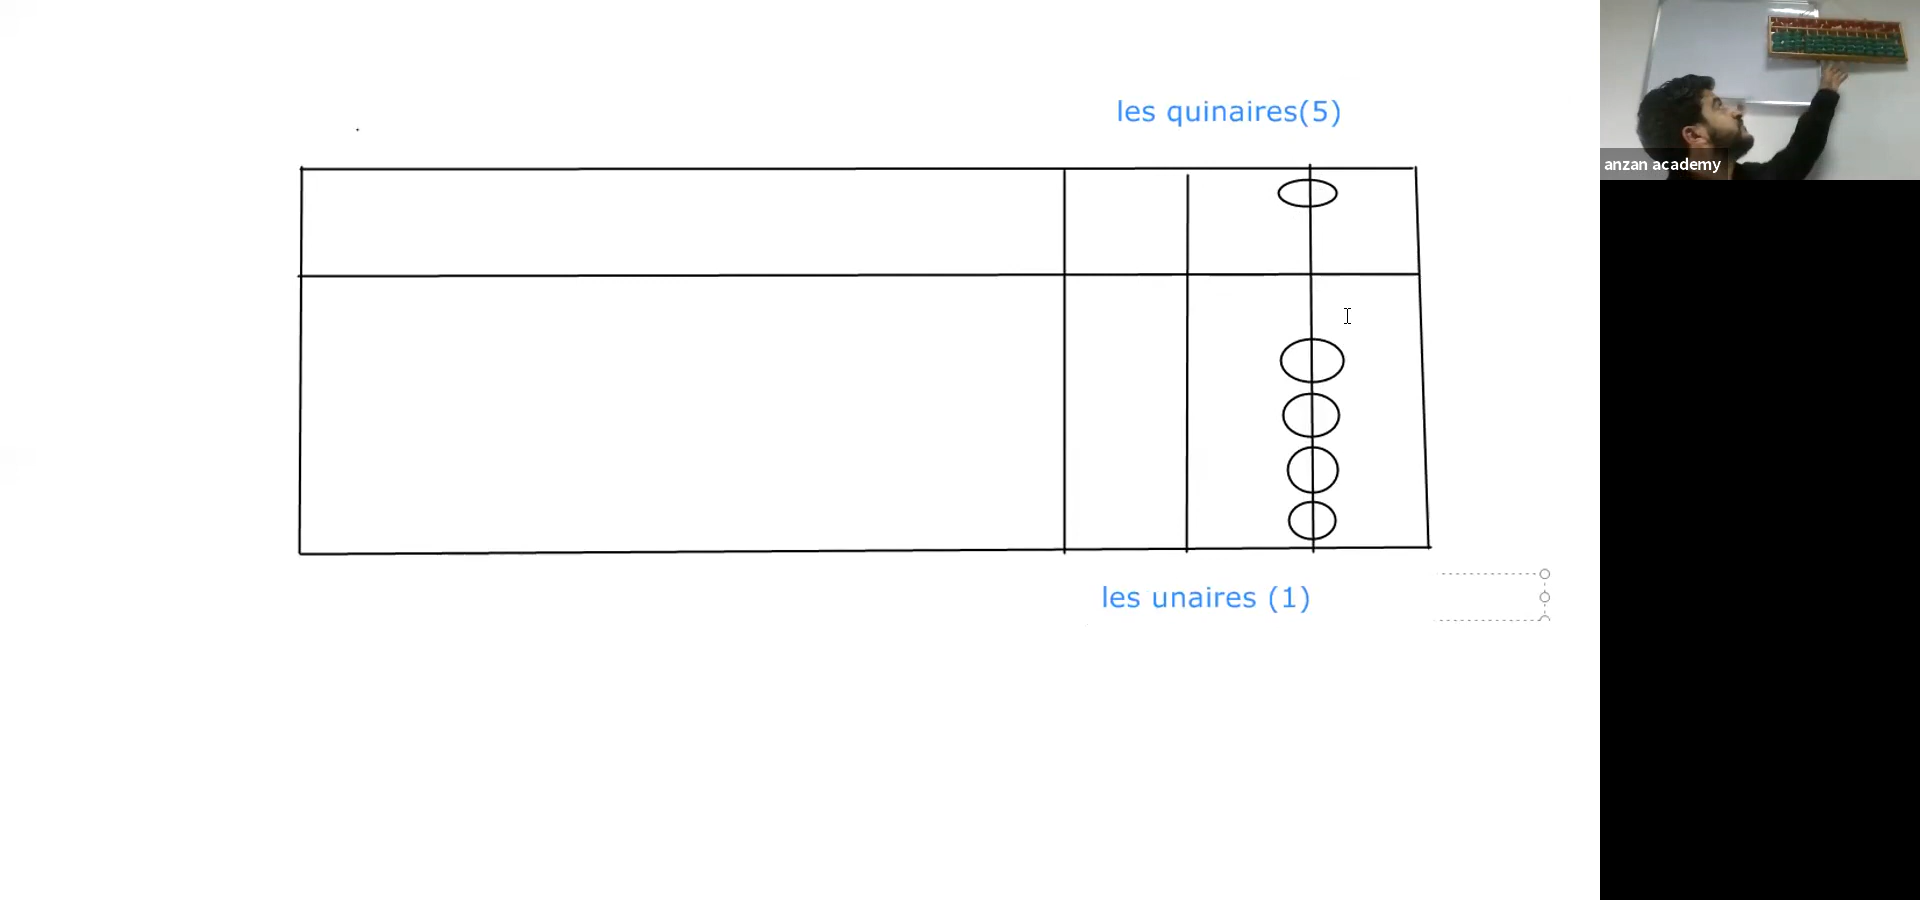 les quinaires(5)
anzan academy
les unaires (1)